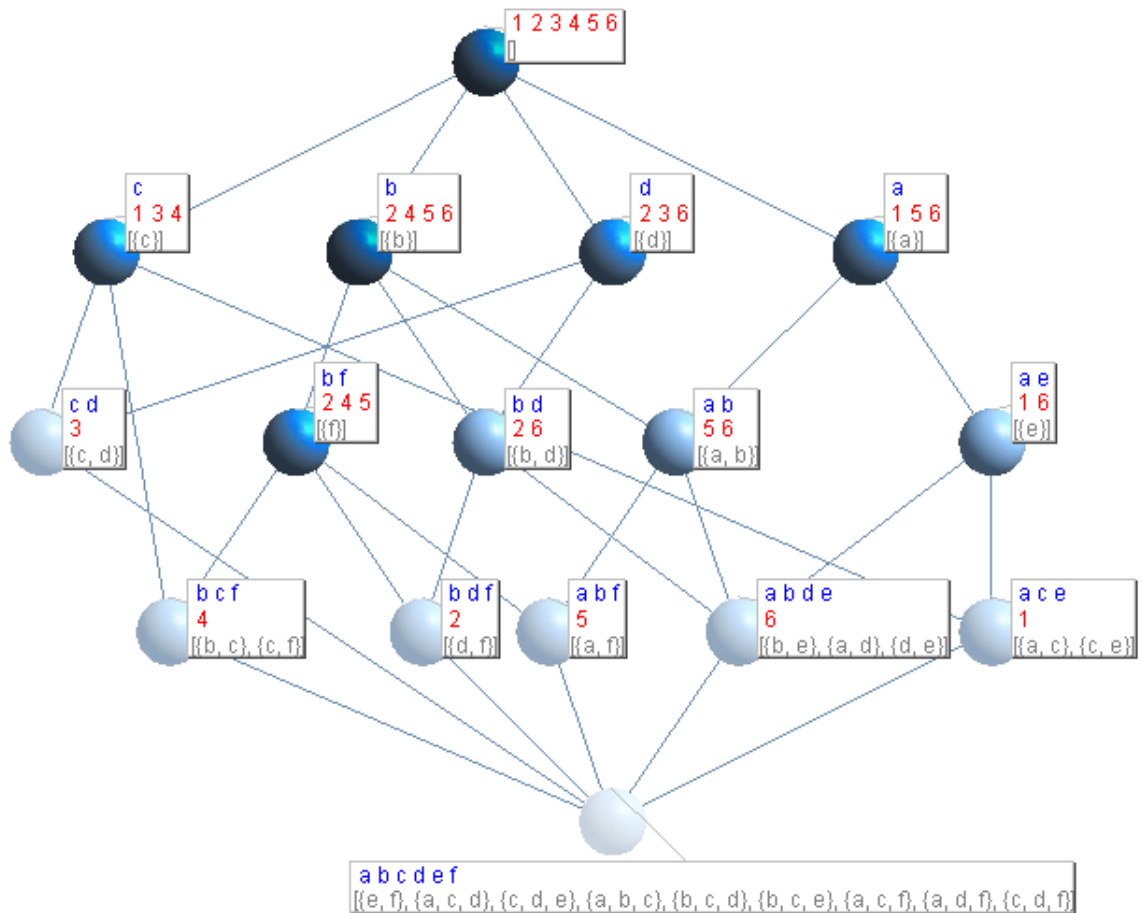 1 2 3 4 5 6
[]
c
1 3 4
[{c}]
b
2 4 5 6
[{b}]
d
2 3 6
[{d}]
a
1 5 6
[{a}]
c d
3
[{c, d}]
b f
2 4 5
[{f}]
b d
2 6
[{b, d}]
a b
5 6
[{a, b}]
a e
1 6
[{e}]
b c f
4
[{b, c},{c, f}]
b d f
2
[{d, f}]
a b f
5
[{a, f}]
a b d e
6
[{b, e},{a, d},{d, e}]
a c e
1
[{a, c},{c, e}]
a b c d e f
[{e, f},{a, c, d},{c, d, e},{a, b, c},{b, c, d},{b, c, e},{a, c, f},{a, d, f},{c, d, f}]